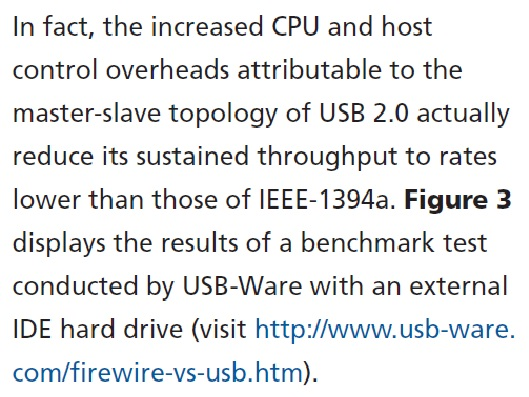 In fact, the increased CPU and host
control overheads attributable to the
master-slave topology of USB 2.0 actually
reduce its sustained throughput to rates
lower than those of IEEE-1394a. Figure 3
displays the results of a benchmark test
conducted by USB-Ware with an external
IDE hard drive (visit http://www.usb-ware.
com/firewire-vs-usb.htm).